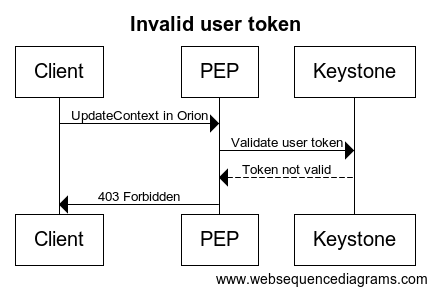 Invalid user token
Client PEP Keystone
UpdateContext in Orion
Validate user token
Token not valid
403 Forbidden
Client PEP Keystone
www.websequencediagrams.com